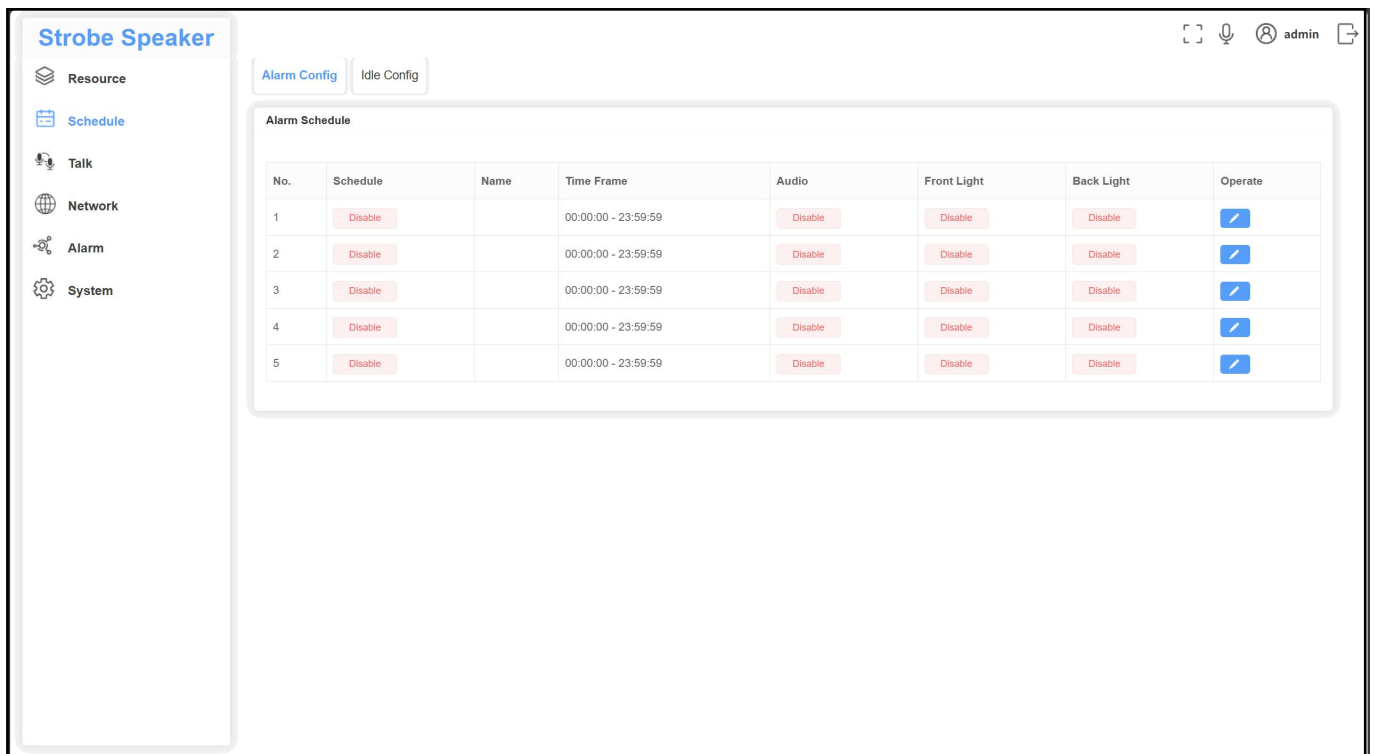 Strobe Speaker
admin
Resource
Schedule
Talk
Network
Alarm
System
Alarm Config Idle Config
Alarm Schedule
No. Schedule Name Time Frame Audio Front Light Back Light Operate
1 Disable 00:00:00 - 23:59:59 Disable Disable Disable
2 Disable 00:00:00 - 23:59:59 Disable Disable Disable
3 Disable 00:00:00 - 23:59:59 Disable Disable Disable
4 Disable 00:00:00 - 23:59:59 Disable Disable Disable
5 Disable 00:00:00 - 23:59:59 Disable Disable Disable